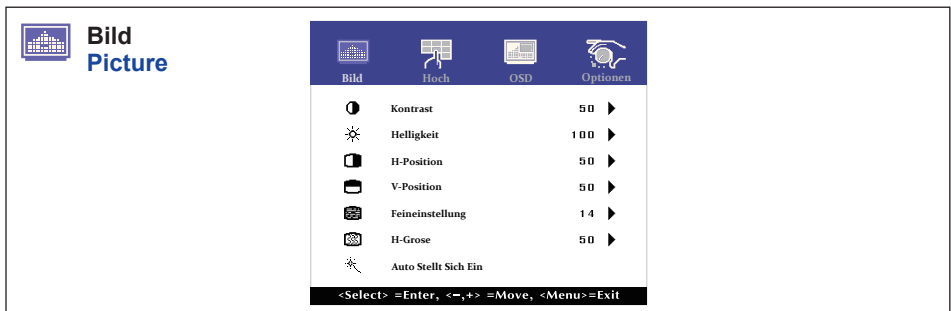 Bild
Picture
Bild Hoch OSD Optionen
Kontrast 50
Helligkeit 100
H-Position 50
V-Position 50
Feineinstellung 14
H-Grose 50
Auto Stellt Sich Ein
<Select> =Enter, <−,+> =Move, <Menu>=Exit